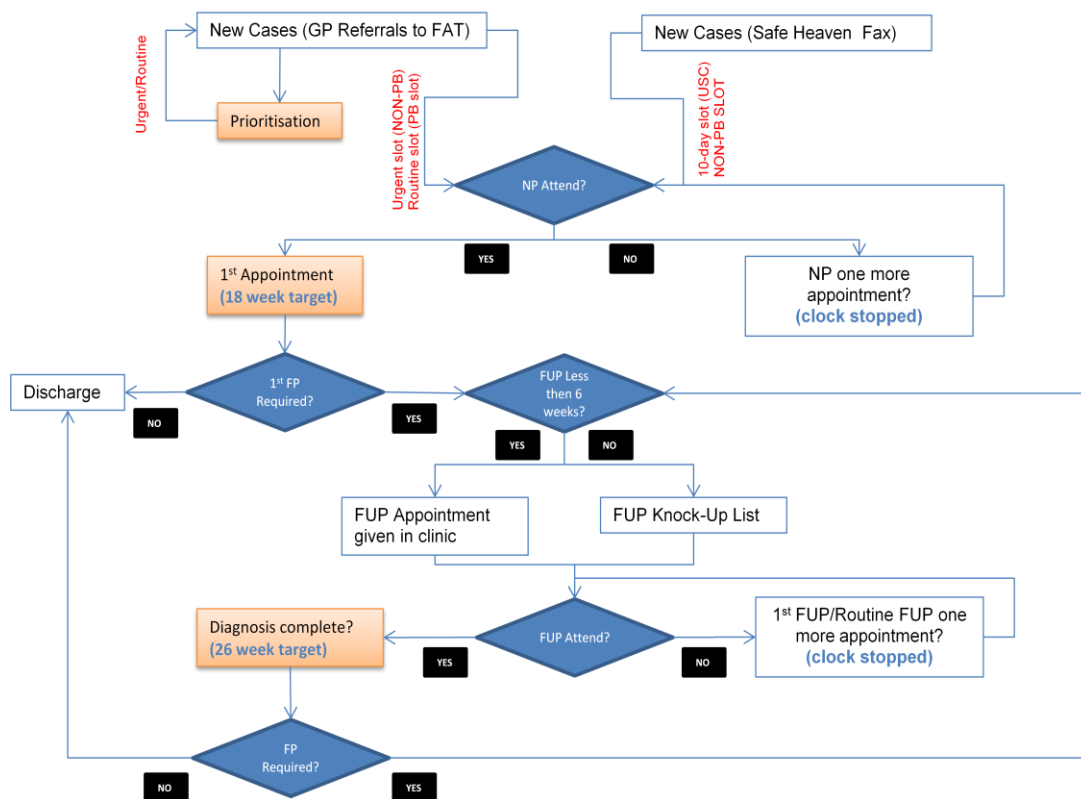 New Cases (GP Referrals to FAT)
New Cases (Safe Heaven  Fax)
Urgent/Routine
Prioritisation
Urgent slot (NON-PB)
Routine slot (PB slot)
10-day slot (USC)
NON-PB SLOT
NP Attend?
YES
NO
1st Appointment
(18 week target)
NP one more
appointment?
(clock stopped)
Discharge
1st FP
Required?
FUP Less
then 6
weeks?
NO
YES
YES
NO
FUP Appointment
given in clinic
FUP Knock-Up List
Diagnosis complete?
(26 week target)
FUP Attend?
1st FUP/Routine FUP one
more appointment?
(clock stopped)
YES
NO
FP
Required?
NO
YES